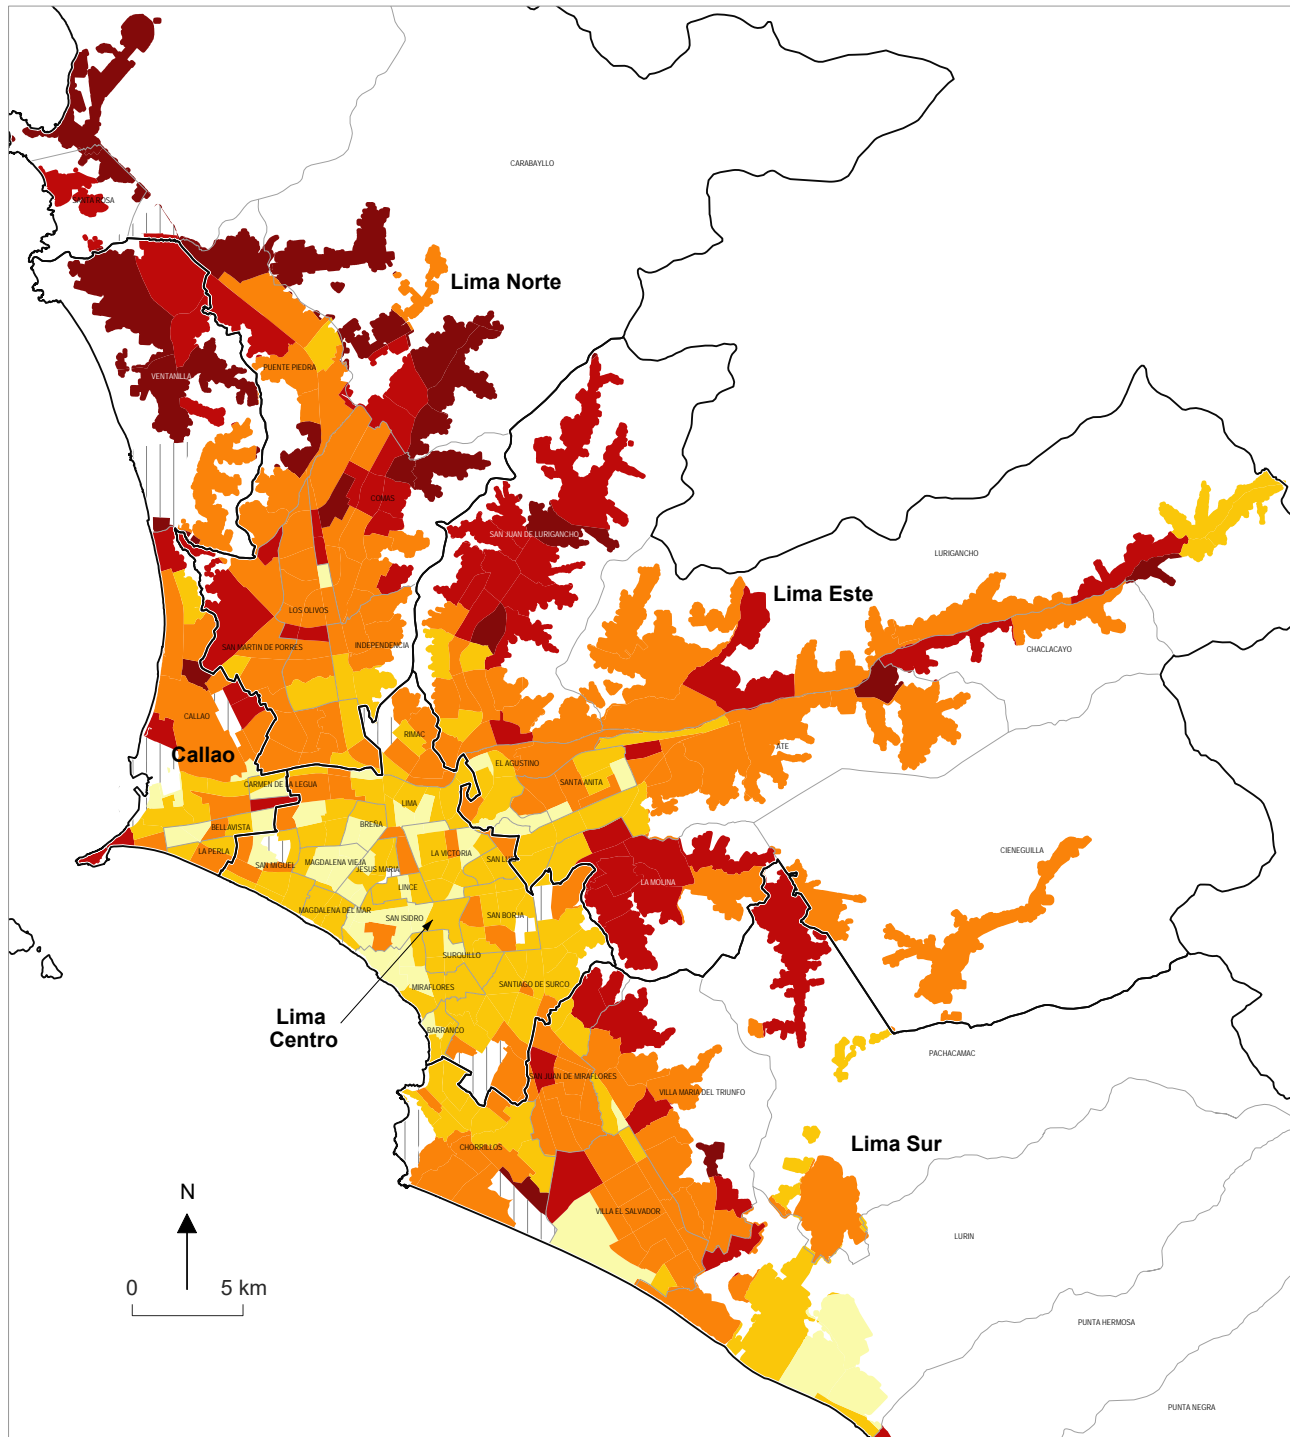 CARABAYLLO
SANTA ROSA
Lima Norte
PUENTE PIEDRA
VENTANILLA
COMAS
SAN JUAN DE LURIGANCHO
LURIGANCHO
Lima Este
LOS OLIVOS
SAN MARTIN DE PORRES
INDEPENDENCIA
CHACLACAYO
CALLAO
RIMAC
ATE
Callao
EL AGUSTINO
CARMEN DE LA LEGUA
SANTA ANITA
LIMA
BELLAVISTA
BREÑA
LA PERLA
SAN MIGUEL
MAGDALENA VIEJA
JESUS MARIA
LA VICTORIA
SAN LUIS
CIENEGUILLA
LINCE
LA MOLINA
MAGDALENA DEL MAR
SAN ISIDRO
SAN BORJA
SURQUILLO
MIRAFLORES
SANTIAGO DE SURCO
Lima
Centro
BARRANCO
PACHACAMAC
SAN JUAN DE MIRAFLORES
VILLA MARIA DEL TRIUNFO
CHORRILLOS
Lima Sur
N
VILLA EL SALVADOR
LURIN
0 5 km
PUNTA HERMOSA
PUNTA NEGRA